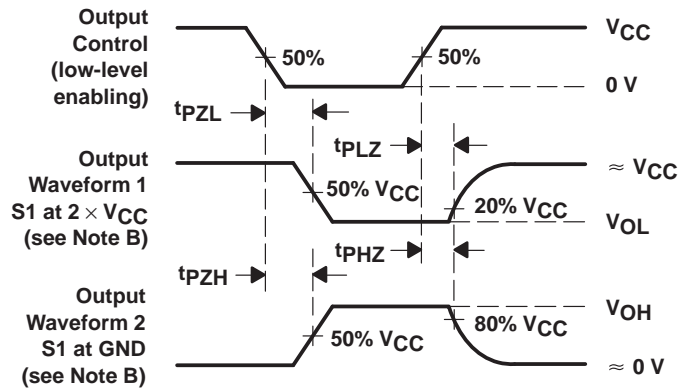 Output
Control
(low-level
enabling)
50%
50%
VCC
0 V
tPZL
tPLZ
Output
Waveform 1
S1 at 2 × VCC
(see Note B)
50% VCC
20% VCC
≈ VCC
VOL
tPZH
tPHZ
Output
Waveform 2
S1 at GND
(see Note B)
50% VCC
80% VCC
VOH
≈ 0 V